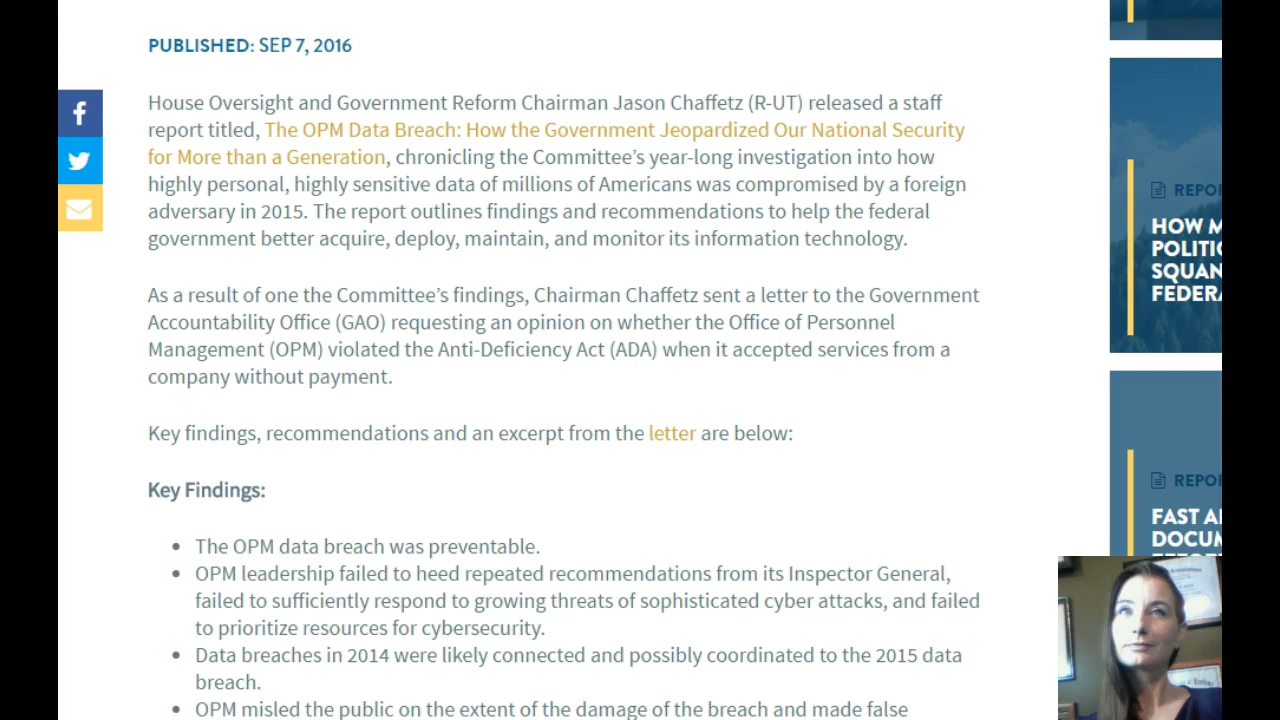 PUBLISHED: SEP 7, 2016
House Oversight and Government Reform Chairman Jason Chaffetz (R-UT) released a staff
report titled, The OPM Data Breach: How the Government Jeopardized Our National Security
for More than a Generation, chronicling the Committee’s year-long investigation into how
highly personal, highly sensitive data of millions of Americans was compromised by a foreign
adversary in 2015. The report outlines findings and recommendations to help the federal
government better acquire, deploy, maintain, and monitor its information technology.
As a result of one the Committee’s findings, Chairman Chaffetz sent a letter to the Government
Accountability Office (GAO) requesting an opinion on whether the Office of Personnel
Management (OPM) violated the Anti-Deficiency Act (ADA) when it accepted services from a
company without payment.
Key findings, recommendations and an excerpt from the letter are below:
Key Findings:
The OPM data breach was preventable.
OPM leadership failed to heed repeated recommendations from its Inspector General,
failed to sufficiently respond to growing threats of sophisticated cyber attacks, and failed
to prioritize resources for cybersecurity.
Data breaches in 2014 were likely connected and possibly coordinated to the 2015 data
breach.
OPM misled the public on the extent of the damage of the breach and made false
REPO
HOW M
POLITIC
SQUAN
FEDERA
REPO
FAST A
DOCUM